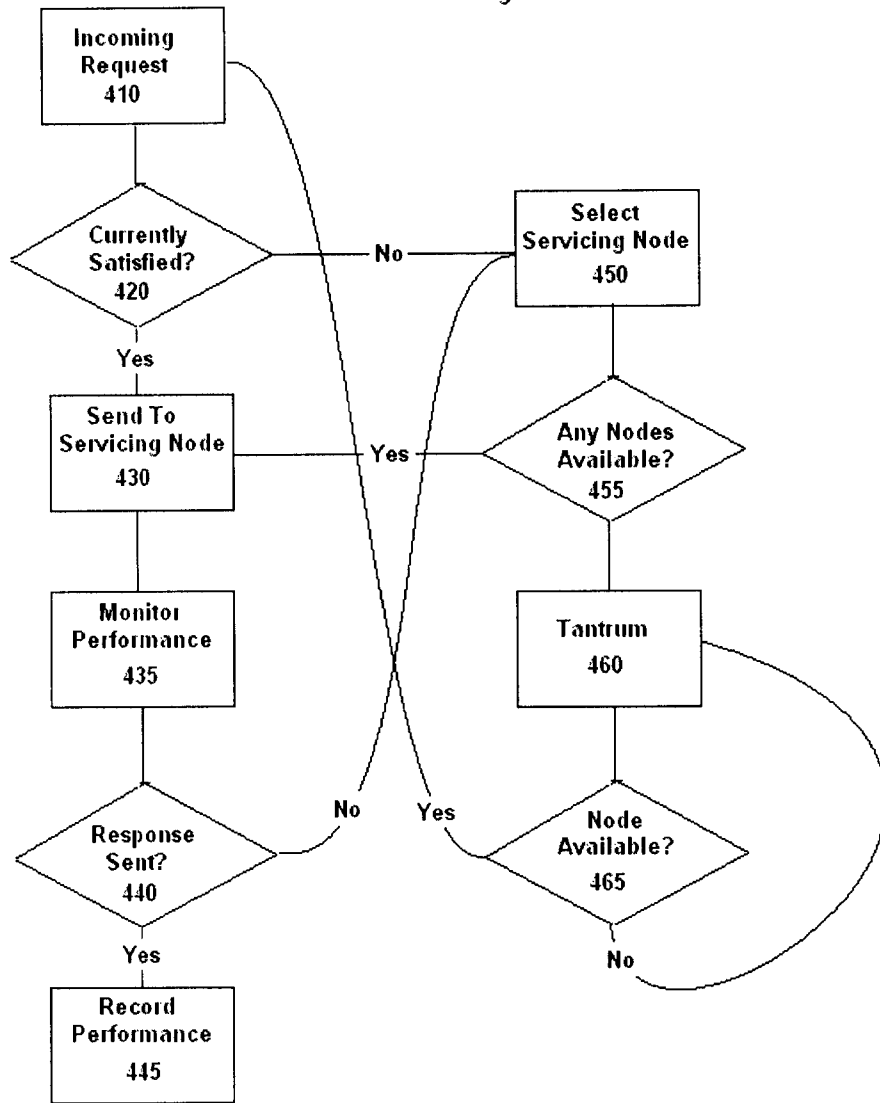 Incoming
Request
410
Currently
Satisfied?
420
No
Select
Servicing Node
450
Yes
Send To
Servicing Node
430
Yes
Any Nodes
Available?
455
Monitor
Performance
435
Tantrum
460
Response
Sent?
440
No
Yes
Node
Available?
465
Yes
No
Record
Performance
445